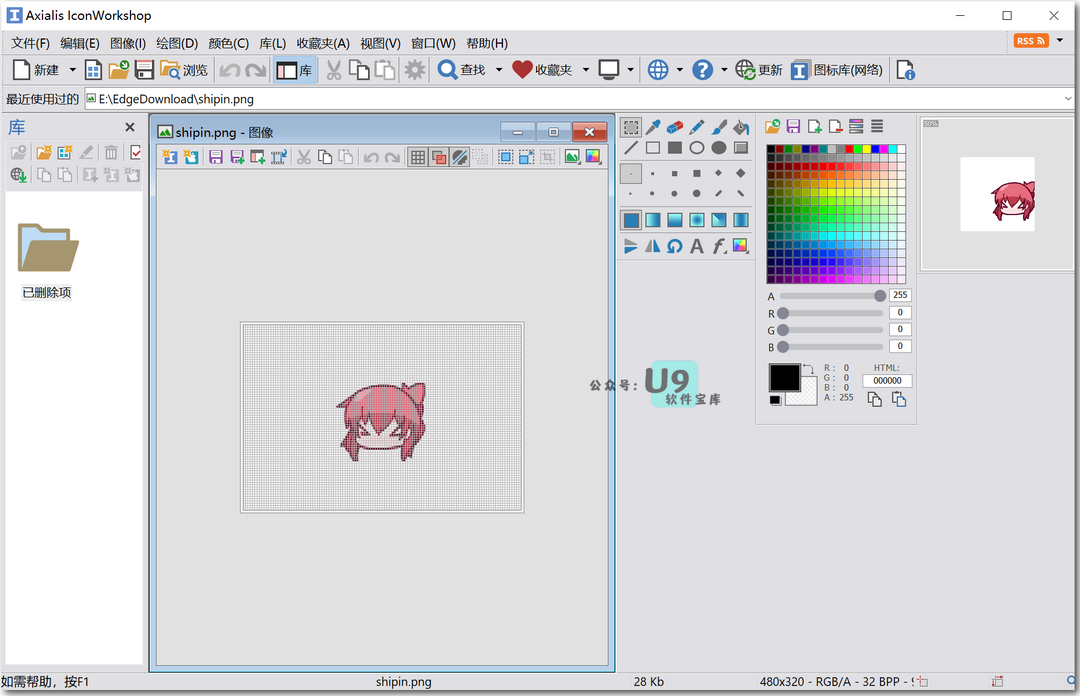 Axialis IconWorkshop
文件(F) 编辑(E) 图像(I) 绘图(D) 颜色(C) 库(L) 收藏夹(A) 视图(V) 窗口(W) 帮助(H)
RSS
新建 浏览 库 查找 收藏夹 更新 图标库(网络)
最近使用过的 E:\EdgeDownload\shipin.png
库
shipin.png - 图像
50%
已删除项
A 255
R 0
G 0
B 0
R : 0
G : 0
B : 0
A : 255
HTML:
000000
公众号:
U9
软件宝库
如需帮助，按F1
shipin.png
28 Kb
480x320 - RGB/A - 32 BPP -